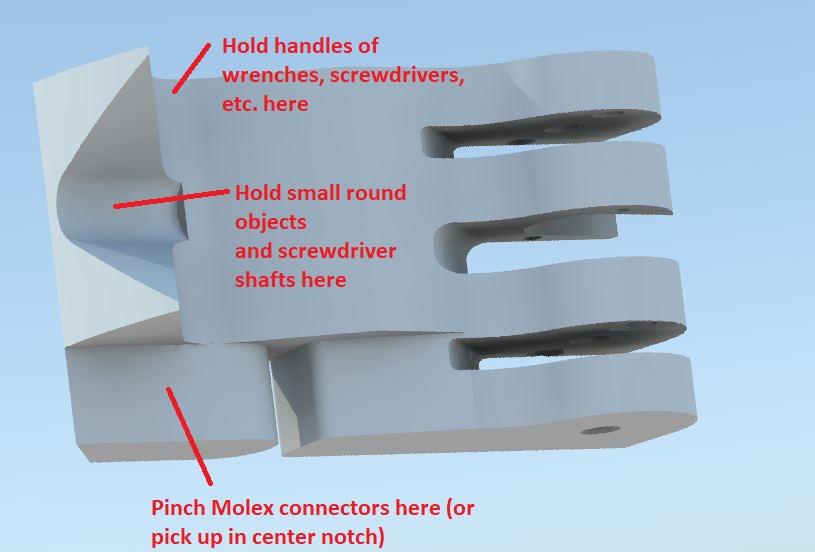 Hold handles of
wrenches, screwdrivers,
etc. here
Hold small round
objects
and screwdriver
shafts here
Pinch Molex connectors here (or
pick up in center notch)